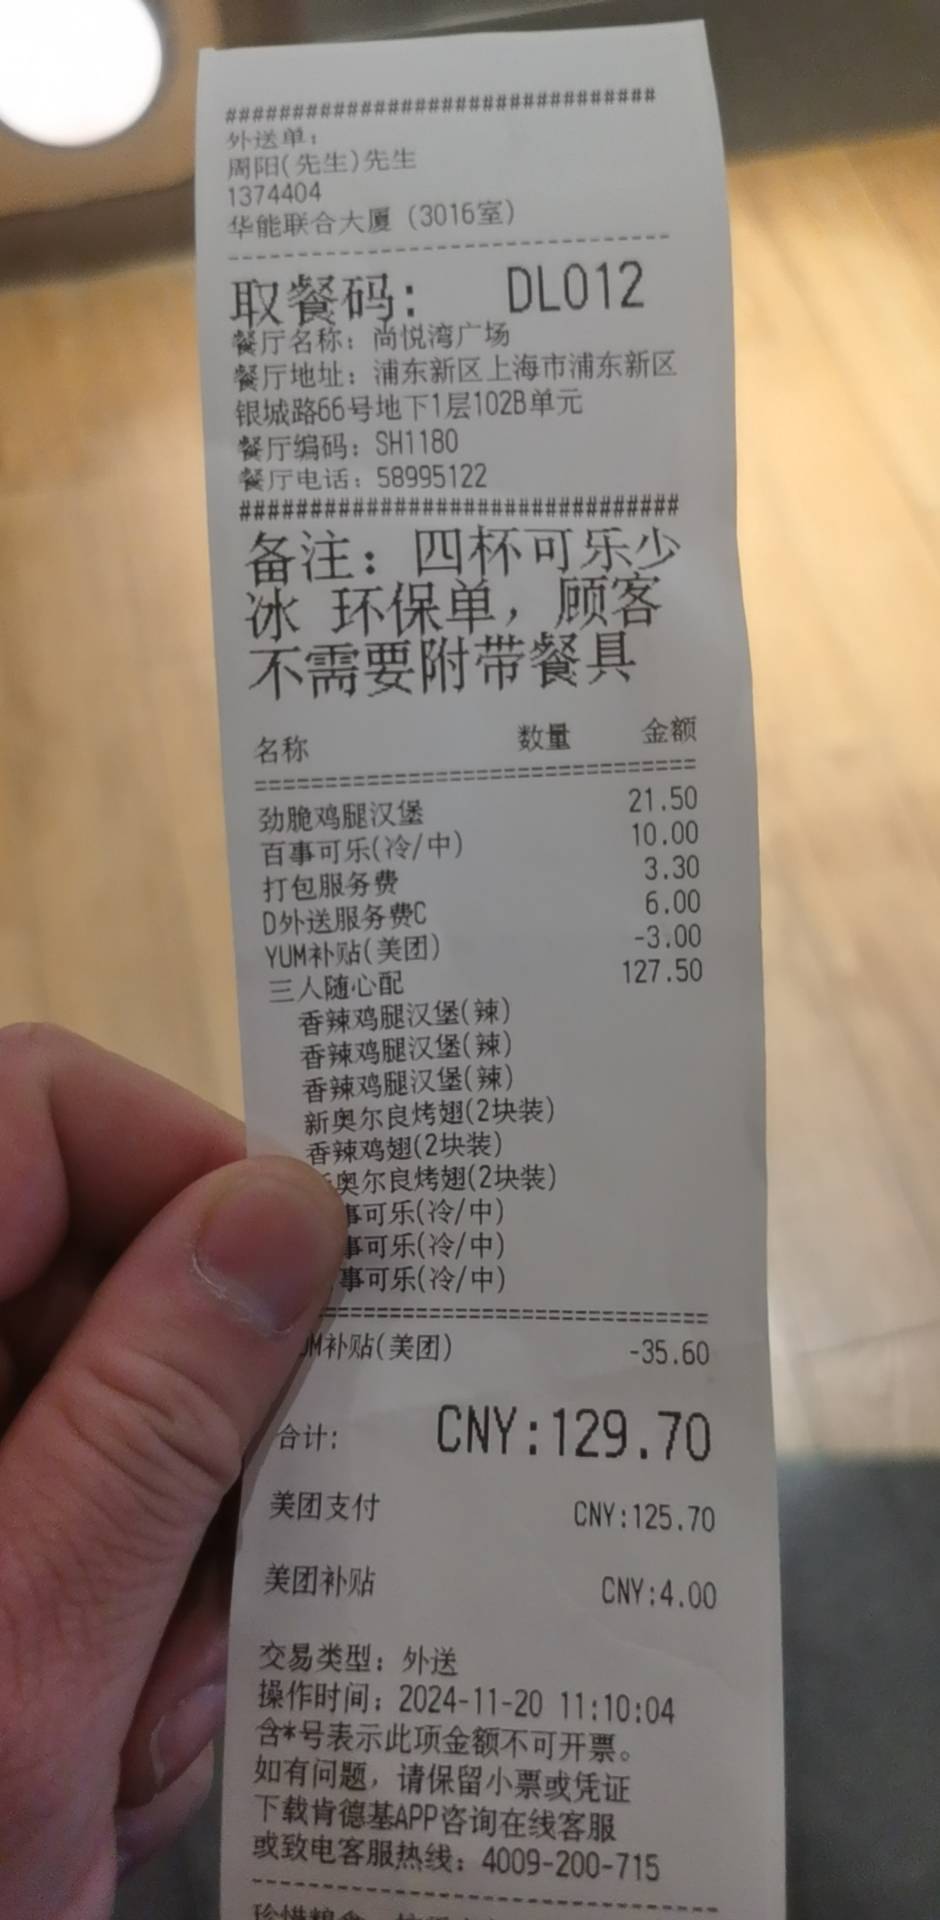 ################################
外送单：
周阳(先生)先生
1374404
华能联合大厦 (3016室)
--------------------------------
取餐码： DL012
餐厅名称：尚悦湾广场
餐厅地址：浦东新区上海市浦东新区
银城路66号地下1层102B单元
餐厅编码：SH1180
餐厅电话：58995122
################################
备注：四杯可乐少
冰 环保单，顾客
不需要附带餐具
名称 数量 金额
================================
劲脆鸡腿汉堡 21.50
百事可乐(冷/中) 10.00
打包服务费 3.30
D外送服务费C 6.00
YUM补贴(美团) -3.00
三人随心配 127.50
香辣鸡腿汉堡(辣)
香辣鸡腿汉堡(辣)
香辣鸡腿汉堡(辣)
新奥尔良烤翅(2块装)
香辣鸡翅(2块装)
奥尔良烤翅(2块装)
事可乐(冷/中)
事可乐(冷/中)
事可乐(冷/中)
================================
UM补贴(美团) -35.60
合计: CNY:129.70
美团支付 CNY:125.70
美团补贴 CNY:4.00
交易类型：外送
操作时间：2024-11-20 11:10:04
含*号表示此项金额不可开票。
如有问题，请保留小票或凭证
下载肯德基APP咨询在线客服
或致电客服热线：4009-200-715
--------------------------------